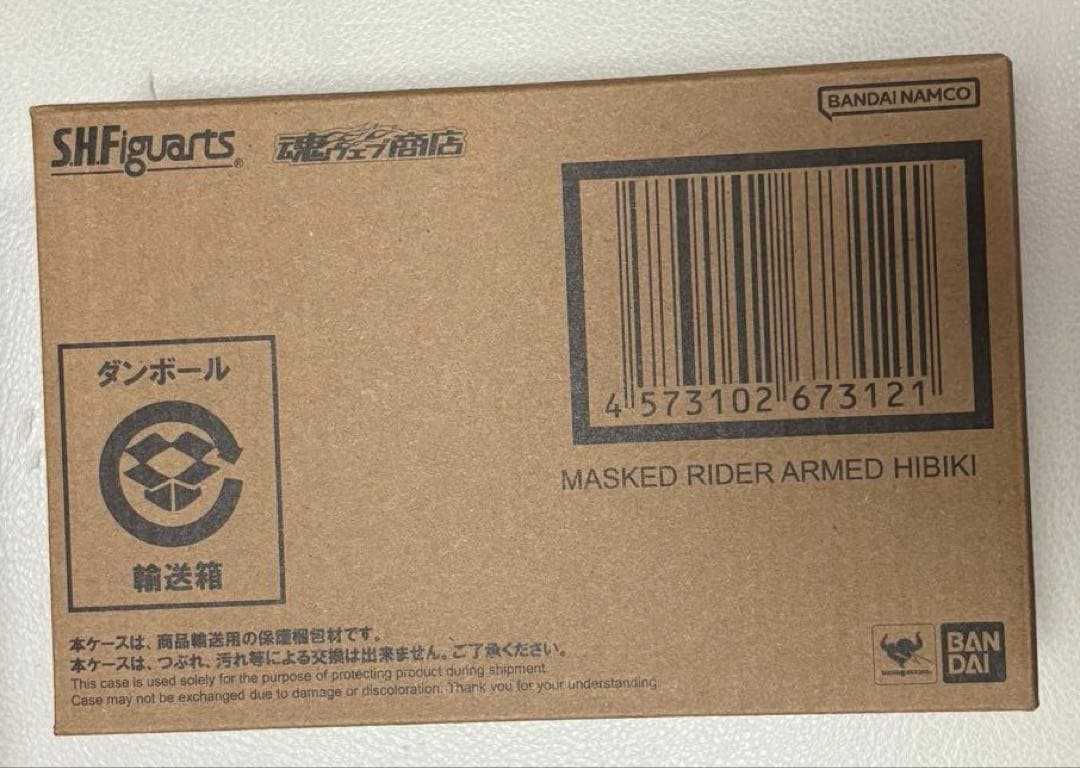 S.H.Figuarts®
魂ウェブ商店
BANDAI NAMCO
4 573102 673121
MASKED RIDER ARMED HIBIKI
ダンボール
輸送箱
本ケースは、商品輸送用の保護梱包材です。
本ケースは、つぶれ、汚れ等による交換は出来ません。ご了承ください。
This case is used solely for the purpose of protecting product during shipment.
Case may not be exchanged due to damage or discoloration. Thank you for your understanding.
BAN
DAI